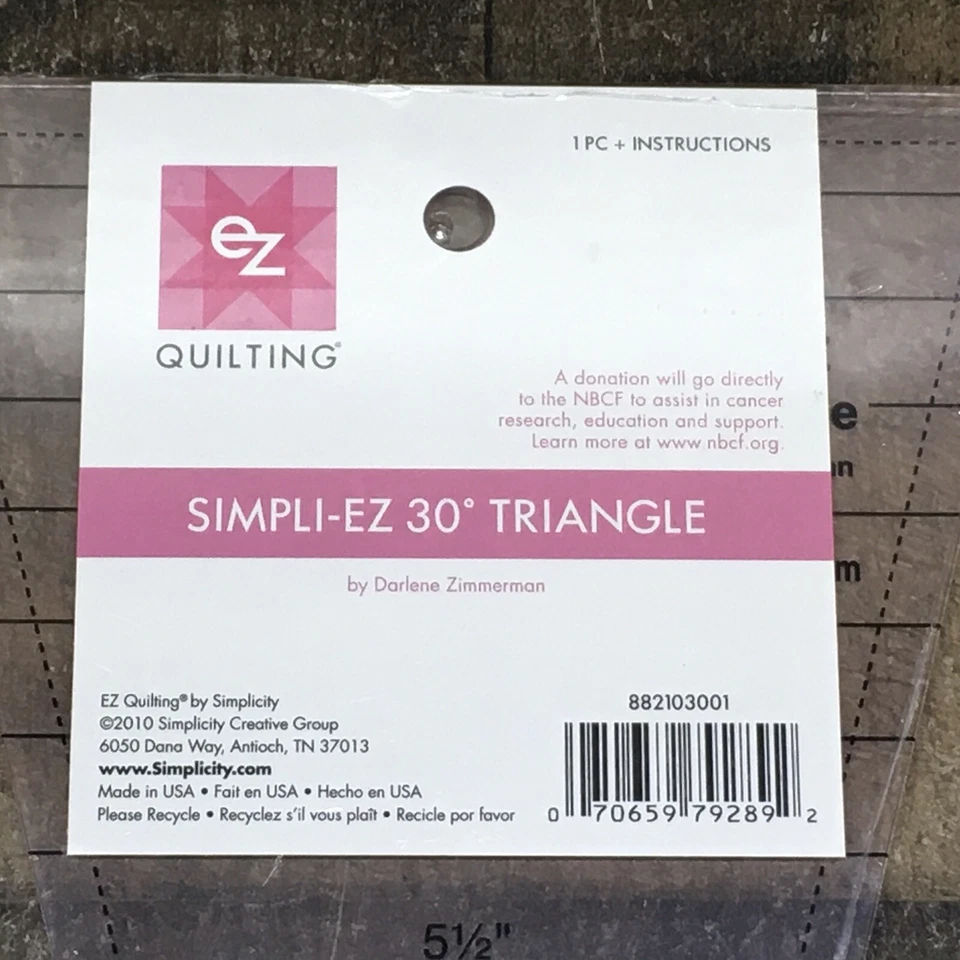 1 PC + INSTRUCTIONS
ez
QUILTING®
A donation will go directly
to the NBCF to assist in cancer
research, education and support.
Learn more at www nbcf.org.
e
n
SIMPLI-EZ 30° TRIANGLE
m
by Darlene Zimmerman
EZ Quilting® by Simplicity
©2010 Simplicity Creative Group
6050 Dana Way, Antioch, TN 37013
www.Simplicity.com
Made in USA • Fait en USA • Hecho en USA
Please Recycle • Recyclez s'il vous plaît • Recicle por favor
882103001
0 70659 79289 2
5½"